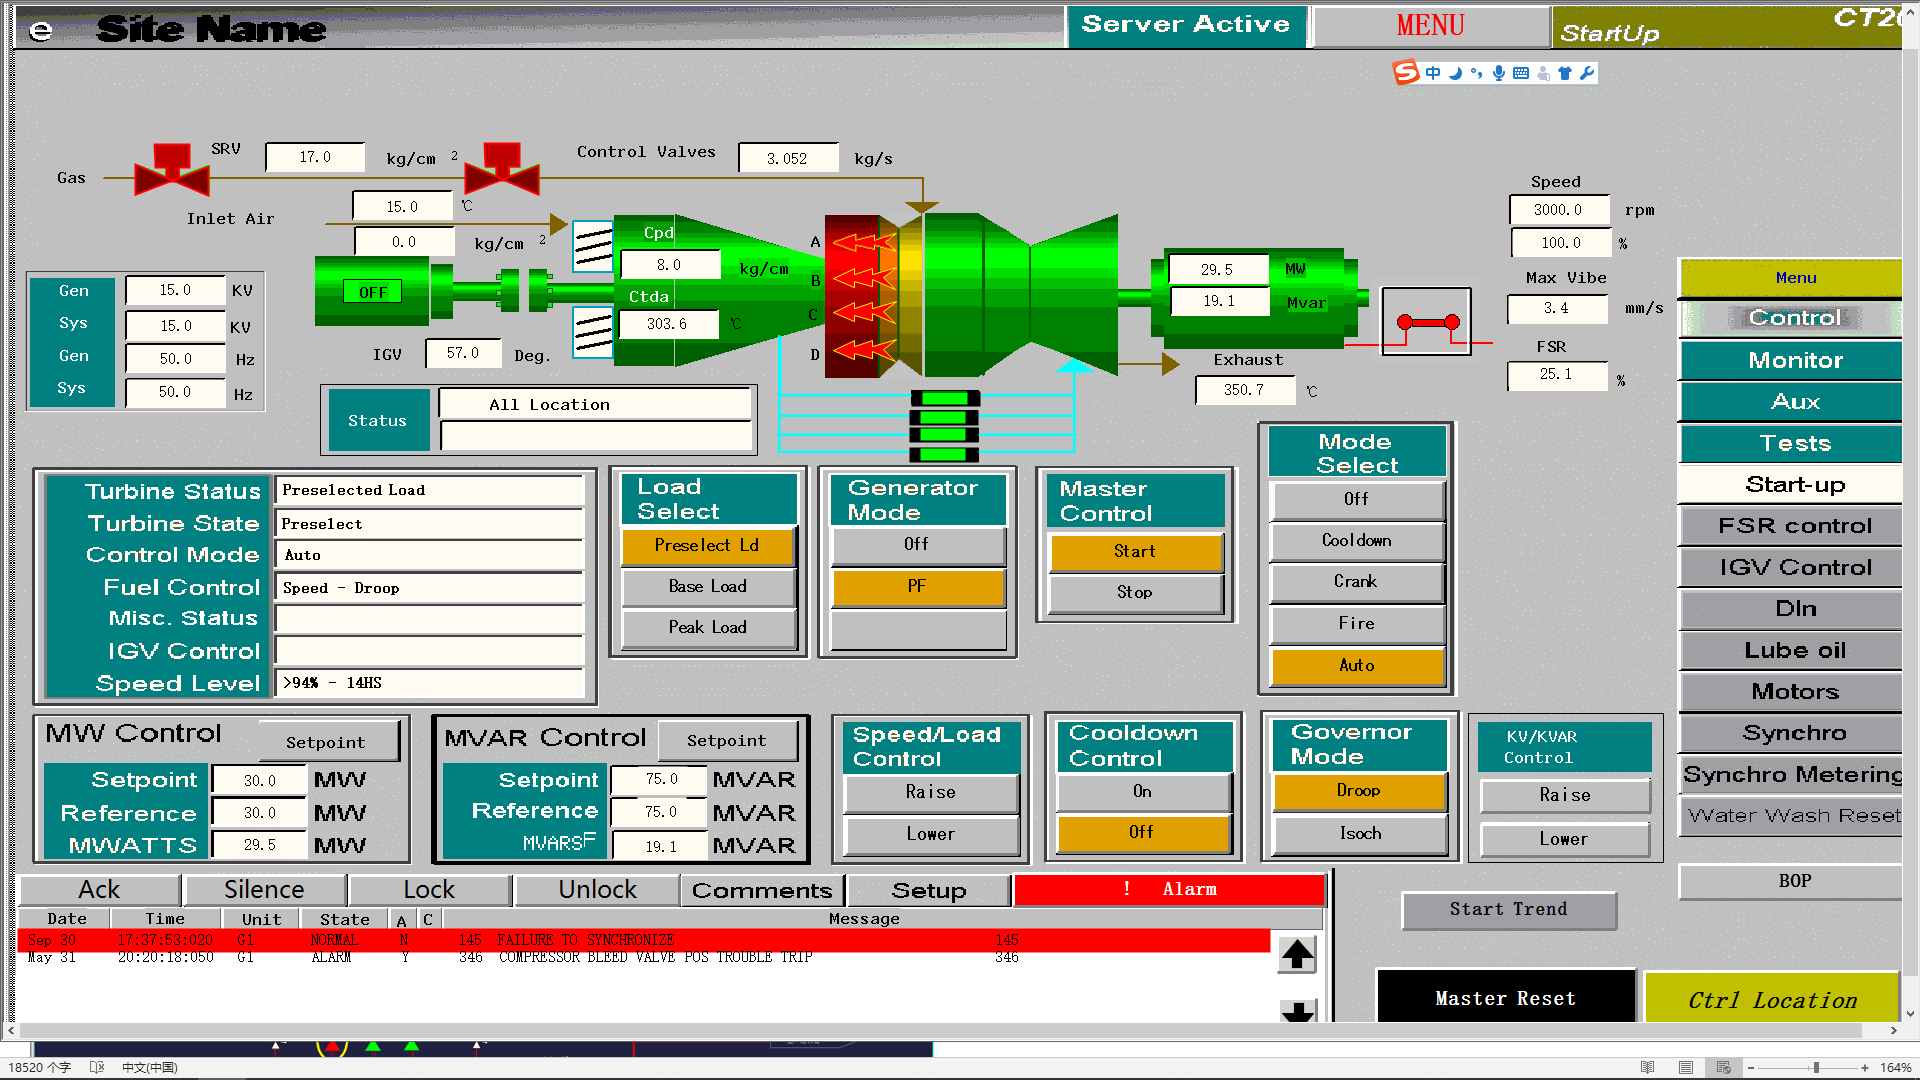 e Site Name Server Active MENU StartUp
中
SRV 17.0 kg/cm 2 Control Valves 3.052 kg/s
Gas
15.0 ℃
Inlet Air
0.0 kg/cm 2
Speed
3000.0 rpm
100.0 %
Max Vibe
3.4 mm/s
FSR
25.1 %
Cpd
8.0 kg/cm
Ctda
303.6 ℃
A
B
C
D
OFF
IGV 57.0 Deg.
29.5 MW
19.1 Mvar
Exhaust
350.7 ℃
Gen 15.0 KV
Sys 15.0 KV
Gen 50.0 Hz
Sys 50.0 Hz
Status All Location
Turbine Status Preselected Load
Turbine State Preselect
Control Mode Auto
Fuel Control Speed - Droop
Misc. Status
IGV Control
Speed Level >94% - 14HS
Load
Select
Preselect Ld
Base Load
Peak Load
Generator
Mode
Off
PF
Master
Control
Start
Stop
Mode
Select
Off
Cooldown
Crank
Fire
Auto
Menu
Control
Monitor
Aux
Tests
Start-up
FSR control
IGV Control
Dln
Lube oil
Motors
Synchro
Synchro Metering
Water Wash Reset
BOP
MW Control Setpoint
Setpoint 30.0 MW
Reference 30.0 MW
MWATTS 29.5 MW
MVAR Control Setpoint
Setpoint 75.0 MVAR
Reference 75.0 MVAR
MVARSF 19.1 MVAR
Speed/Load
Control
Raise
Lower
Cooldown
Control
On
Off
Governor
Mode
Droop
Isoch
KV/KVAR
Control
Raise
Lower
Ack Silence Lock Unlock Comments Setup ! Alarm
Date Time Unit State A C Message
Sep 30 17:37:53:020 G1 NORMAL N 145 FAILURE TO SYNCHRONIZE 145
May 31 20:20:18:050 G1 ALARM Y 346 COMPRESSOR BLEED VALVE POS TROUBLE TRIP 346
Start Trend
Master Reset
Ctrl Location
18520 个字 中文(中国) 164%